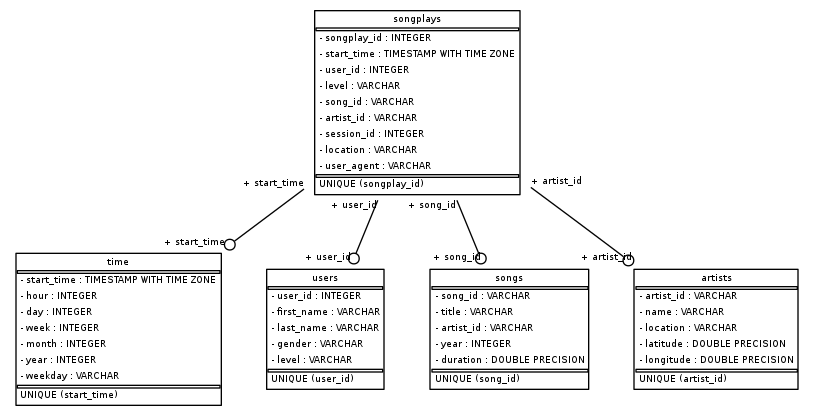 songplays
- songplay_id : INTEGER
- start_time : TIMESTAMP WITH TIME ZONE
- user_id : INTEGER
- level : VARCHAR
- song_id : VARCHAR
- artist_id : VARCHAR
- session_id : INTEGER
- location : VARCHAR
- user_agent : VARCHAR
UNIQUE (songplay_id)
+ start_time
+ artist_id
+ user_id
+ song_id
+ start_time
+ user_id
+ song_id
+ artist_id
time
- start_time : TIMESTAMP WITH TIME ZONE
- hour : INTEGER
- day : INTEGER
- week : INTEGER
- month : INTEGER
- year : INTEGER
- weekday : VARCHAR
UNIQUE (start_time)
users
- user_id : INTEGER
- first_name : VARCHAR
- last_name : VARCHAR
- gender : VARCHAR
- level : VARCHAR
UNIQUE (user_id)
songs
- song_id : VARCHAR
- title : VARCHAR
- artist_id : VARCHAR
- year : INTEGER
- duration : DOUBLE PRECISION
UNIQUE (song_id)
artists
- artist_id : VARCHAR
- name : VARCHAR
- location : VARCHAR
- latitude : DOUBLE PRECISION
- longitude : DOUBLE PRECISION
UNIQUE (artist_id)